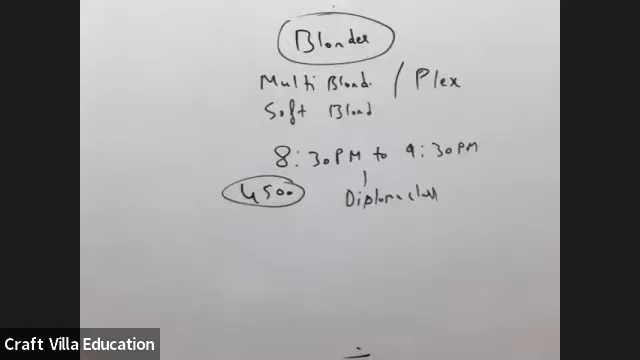 Blonder
Multi Blond / Plex
Soft Blond
8:30PM to 9:30PM
4500
Diploma class
Craft Villa Education